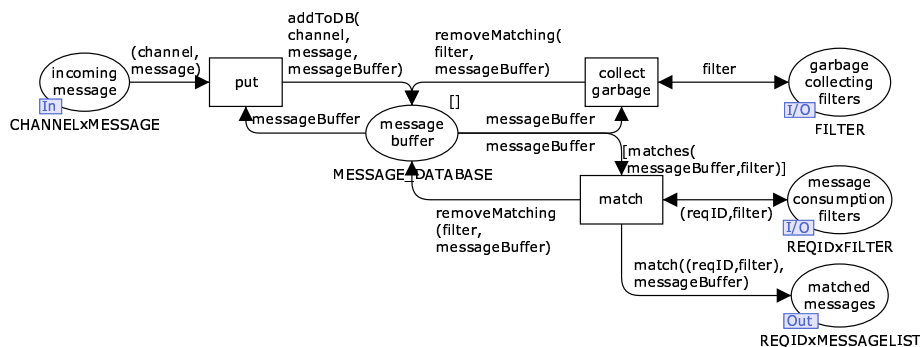 incoming
message
In
CHANNELxMESSAGE
(channel,
message)
put
addToDB(
channel,
message,
messageBuffer)
messageBuffer
removeMatching(
filter,
messageBuffer)
[]
message
buffer
MESSAGE_DATABASE
messageBuffer
messageBuffer
collect
garbage
filter
garbage
collecting
filters
I/O
FILTER
[matches(
messageBuffer,filter)]
match
removeMatching
(filter,
messageBuffer)
(reqID,filter)
message
consumption
filters
I/O
REQIDxFILTER
match((reqID,filter),
messageBuffer)
matched
messages
Out
REQIDxMESSAGELIST